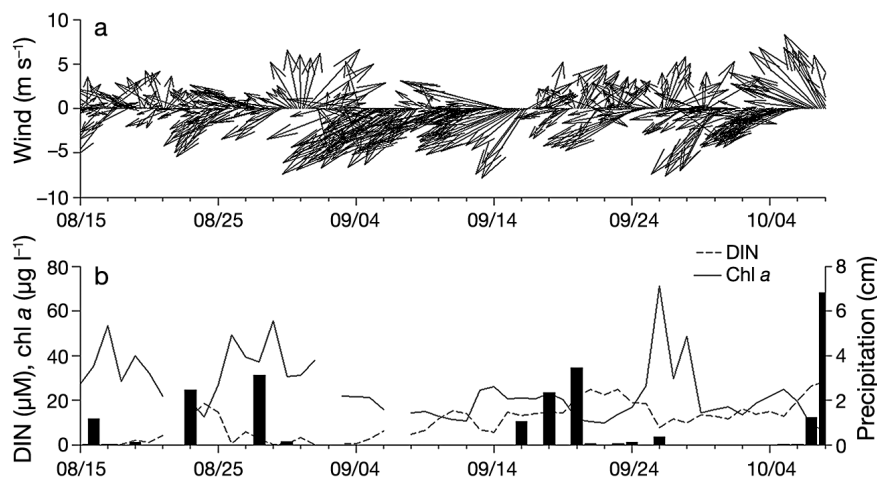 a
Wind (m s⁻¹)
10
5
0
−5
−10
08/15 08/25 09/04 09/14 09/24 10/04
b
DIN (µM), chl a (µg l⁻¹)
80
60
40
20
0
DIN
Chl a
8
6
4
2
0
Precipitation (cm)
08/15 08/25 09/04 09/14 09/24 10/04